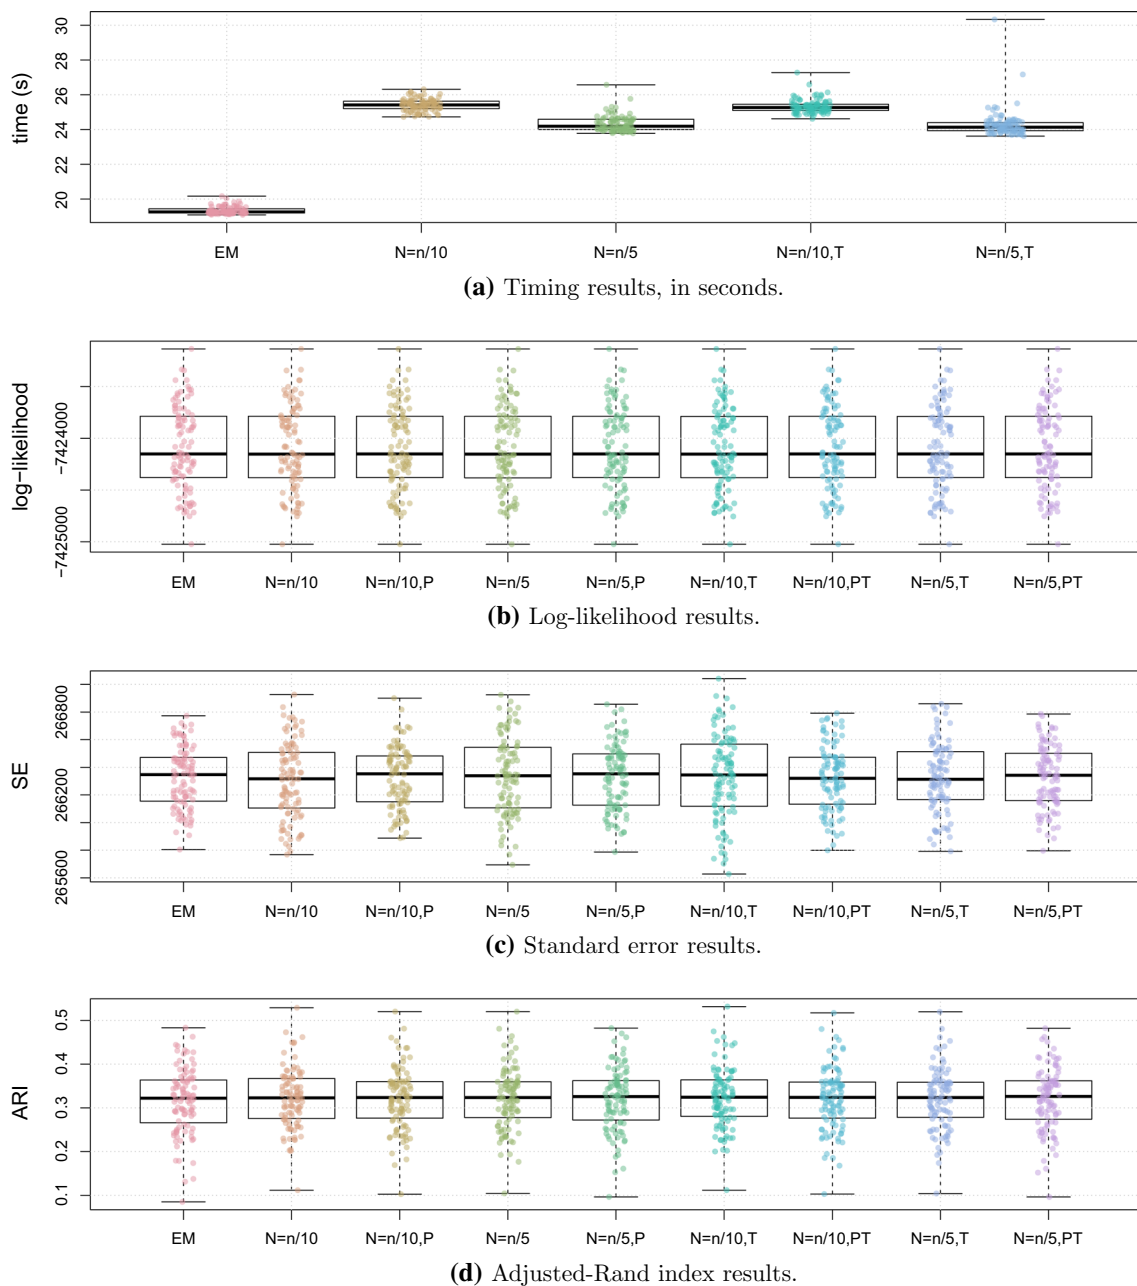 30
28
26
24
22
20
time (s)
EM N=n/10 N=n/5 N=n/10,T N=n/5,T
(a) Timing results, in seconds.
log−likelihood
−7424000
−7425000
EM N=n/10 N=n/10,P N=n/5 N=n/5,P N=n/10,T N=n/10,PT N=n/5,T N=n/5,PT
(b) Log-likelihood results.
SE
266800
266200
265600
EM N=n/10 N=n/10,P N=n/5 N=n/5,P N=n/10,T N=n/10,PT N=n/5,T N=n/5,PT
(c) Standard error results.
ARI
0.5
0.4
0.3
0.2
0.1
EM N=n/10 N=n/10,P N=n/5 N=n/5,P N=n/10,T N=n/10,PT N=n/5,T N=n/5,PT
(d) Adjusted-Rand index results.